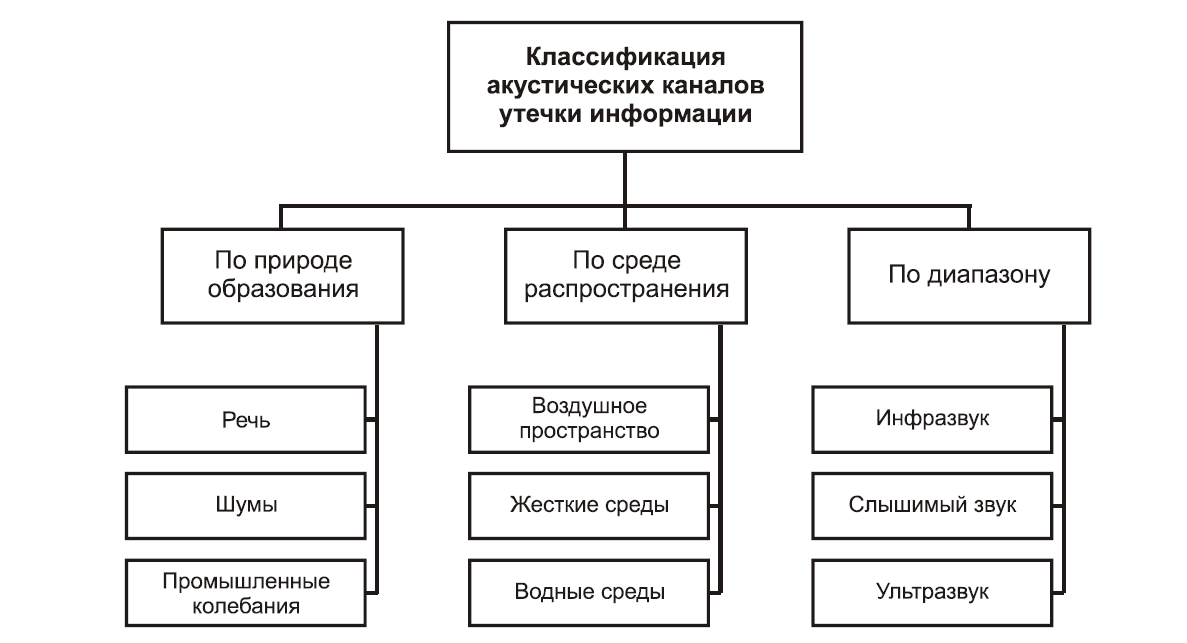 Классификация
акустических каналов
утечки информации
По природе
образования
По среде
распространения
По диапазону
Речь
Воздушное
пространство
Инфразвук
Шумы
Жесткие среды
Слышимый звук
Промышленные
колебания
Водные среды
Ультразвук